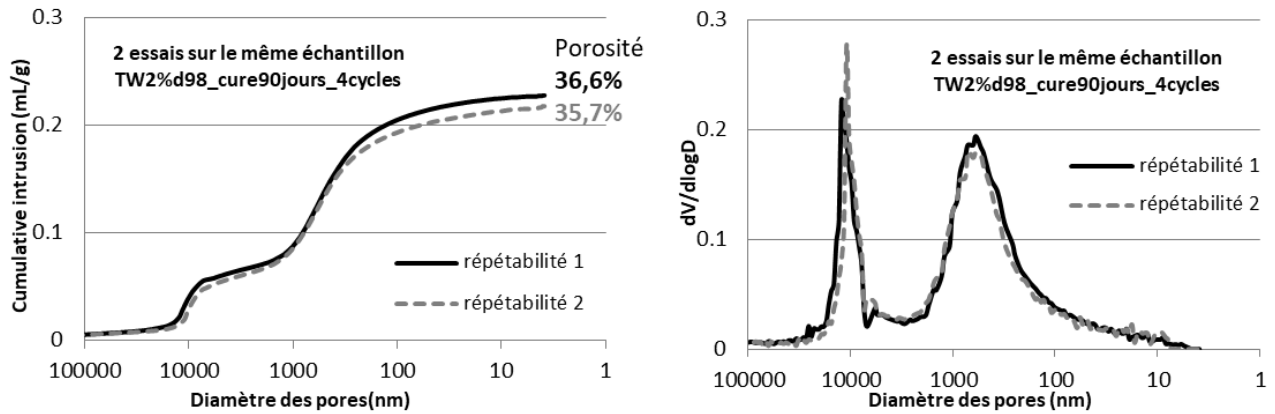 0.3
0.2
0.1
0
Cumulative intrusion (mL/g)
2 essais sur le même échantillon
TW2%d98_cure90jours_4cycles
Porosité
36,6%
35,7%
répétabilité 1
répétabilité 2
100000 10000 1000 100 10 1
Diamètre des pores(nm)
0.3
0.2
0.1
0
dV/dlogD
2 essais sur le même échantillon
TW2%d98_cure90jours_4cycles
répétabilité 1
répétabilité 2
100000 10000 1000 100 10 1
Diamètre des pores (nm)